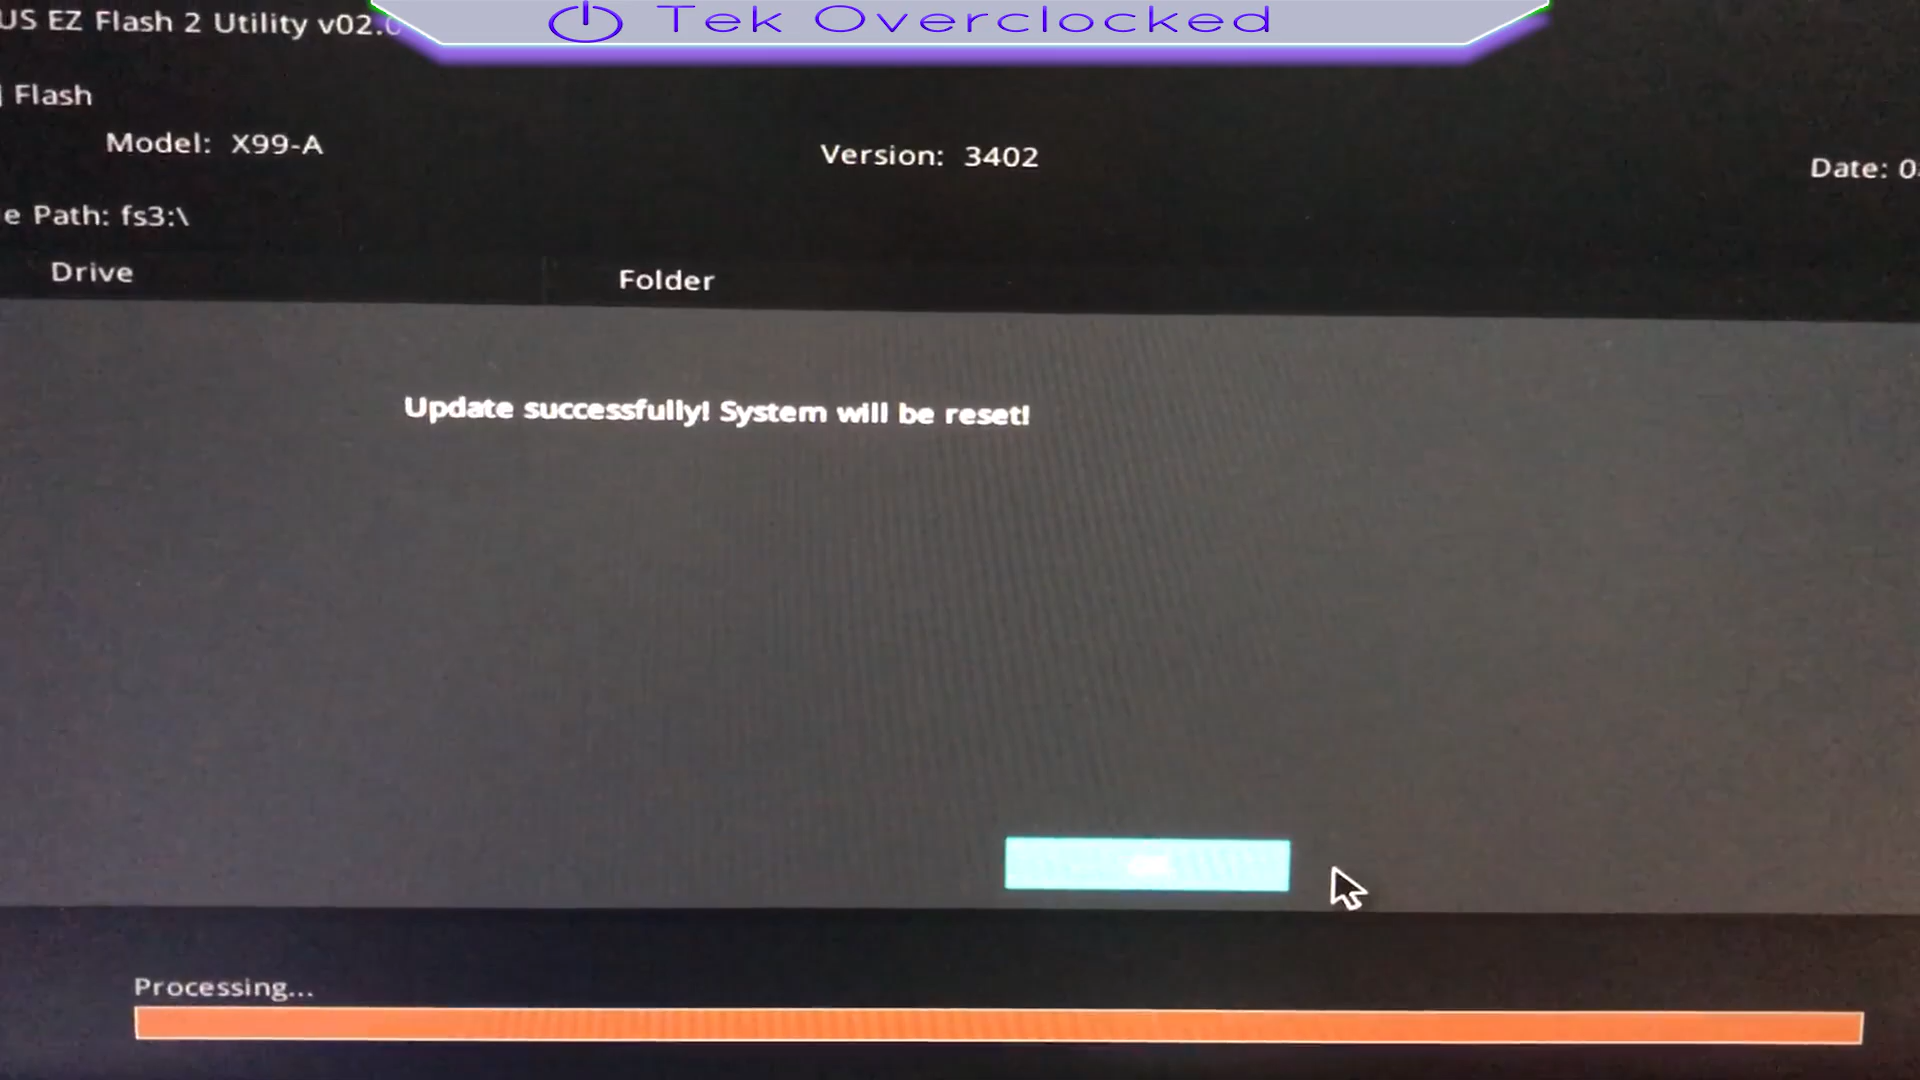 Tek Overclocked
US EZ Flash 2 Utility v02.
Flash
Model: X99-A
Version: 3402
Date:
e Path: fs3:\
Drive
Folder
Update successfully! System will be reset!
Processing...